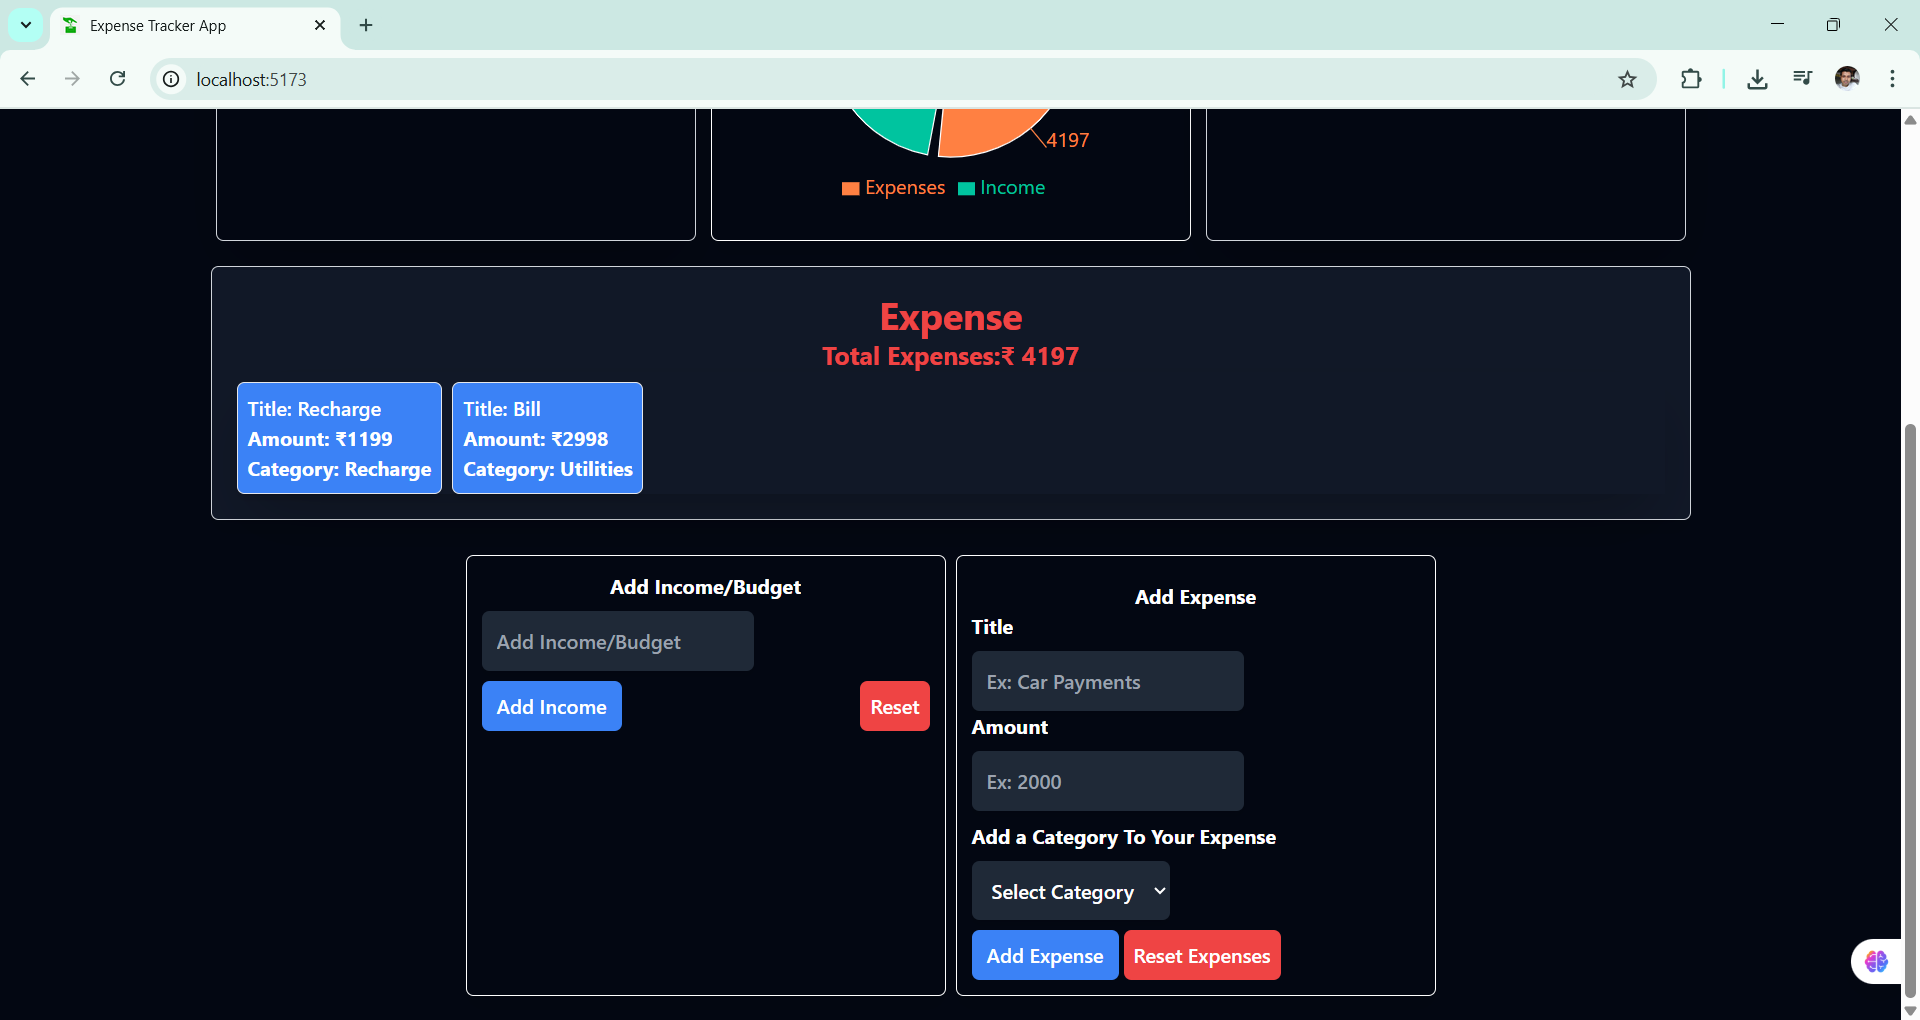 Expense Tracker App
localhost:5173
4197
Expenses Income
Expense
Total Expenses:₹ 4197
Title: Recharge
Amount: ₹1199
Category: Recharge
Title: Bill
Amount: ₹2998
Category: Utilities
Add Income/Budget
Add Income/Budget
Add Income
Reset
Add Expense
Title
Ex: Car Payments
Amount
Ex: 2000
Add a Category To Your Expense
Select Category
Add Expense
Reset Expenses